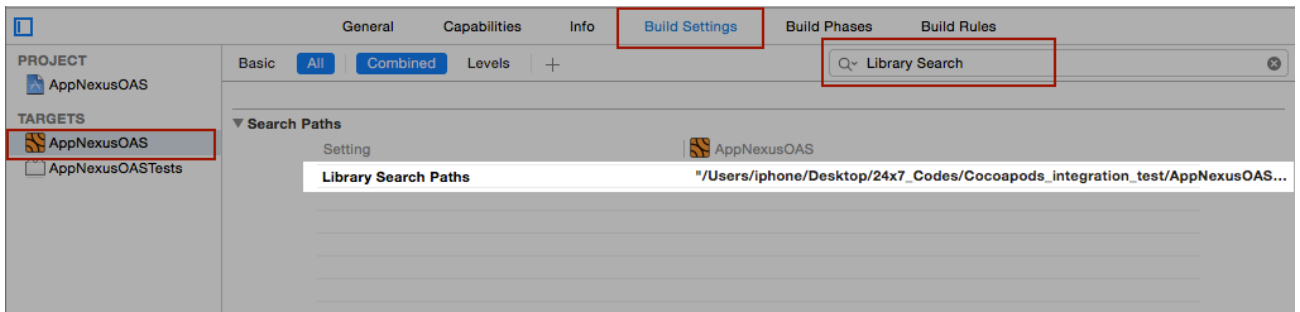 General Capabilities Info Build Settings Build Phases Build Rules
PROJECT
AppNexusOAS
TARGETS
AppNexusOAS
AppNexusOASTests
Basic All Combined Levels + Library Search
Search Paths
Setting AppNexusOAS
Library Search Paths "/Users/iphone/Desktop/24x7_Codes/Cocoapods_integration_test/AppNexusOAS...